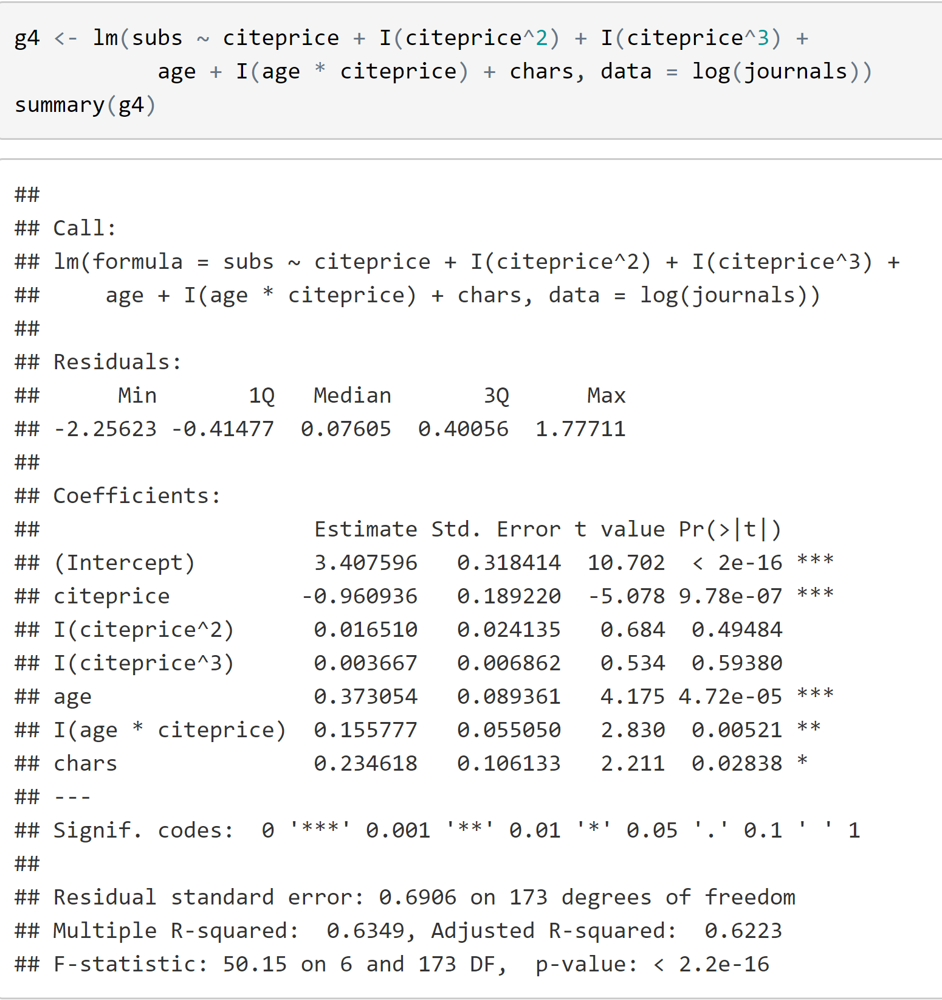 g4 <- lm(subs ~ citeprice + I(citeprice^2) + I(citeprice^3) +
           age + I(age * citeprice) + chars, data = log(journals))
summary(g4)
##
## Call:
## lm(formula = subs ~ citeprice + I(citeprice^2) + I(citeprice^3) +
##     age + I(age * citeprice) + chars, data = log(journals))
##
## Residuals:
##      Min       1Q   Median       3Q      Max
## -2.25623 -0.41477  0.07605  0.40056  1.77711
##
## Coefficients:
##                     Estimate Std. Error t value Pr(>|t|)
## (Intercept)         3.407596   0.318414  10.702  < 2e-16 ***
## citeprice          -0.960936   0.189220  -5.078 9.78e-07 ***
## I(citeprice^2)      0.016510   0.024135   0.684  0.49484
## I(citeprice^3)      0.003667   0.006862   0.534  0.59380
## age                 0.373054   0.089361   4.175 4.72e-05 ***
## I(age * citeprice)  0.155777   0.055050   2.830  0.00521 **
## chars               0.234618   0.106133   2.211  0.02838 *
## ---
## Signif. codes:  0 '***' 0.001 '**' 0.01 '*' 0.05 '.' 0.1 ' ' 1
##
## Residual standard error: 0.6906 on 173 degrees of freedom
## Multiple R-squared:  0.6349, Adjusted R-squared:  0.6223
## F-statistic: 50.15 on 6 and 173 DF,  p-value: < 2.2e-16